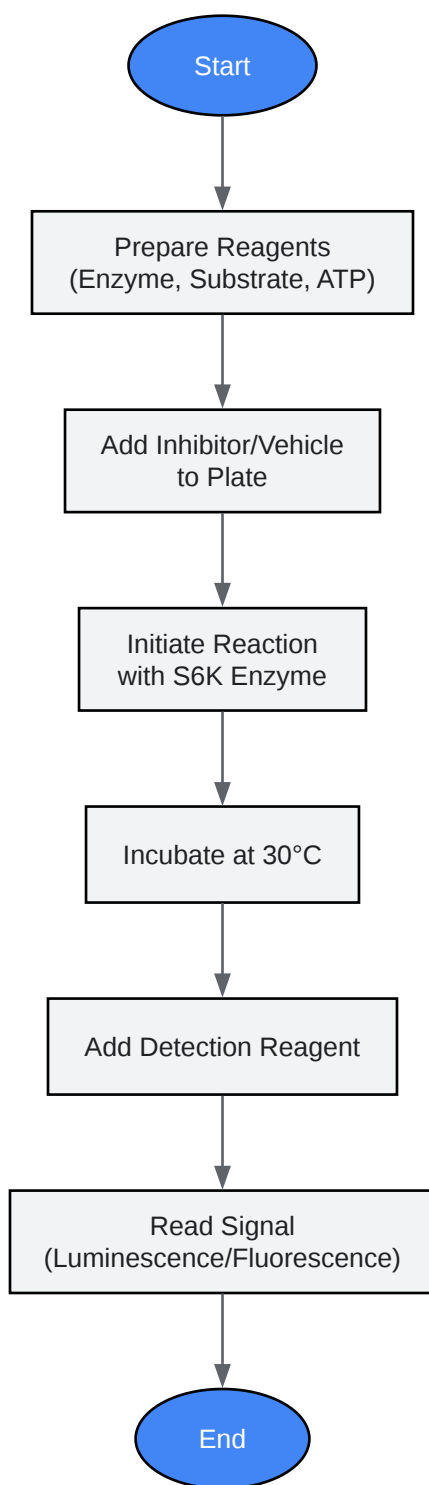 Start
Prepare Reagents
(Enzyme, Substrate, ATP)
Add Inhibitor/Vehicle
to Plate
Initiate Reaction
with S6K Enzyme
Incubate at 30°C
Add Detection Reagent
Read Signal
(Luminescence/Fluorescence)
End